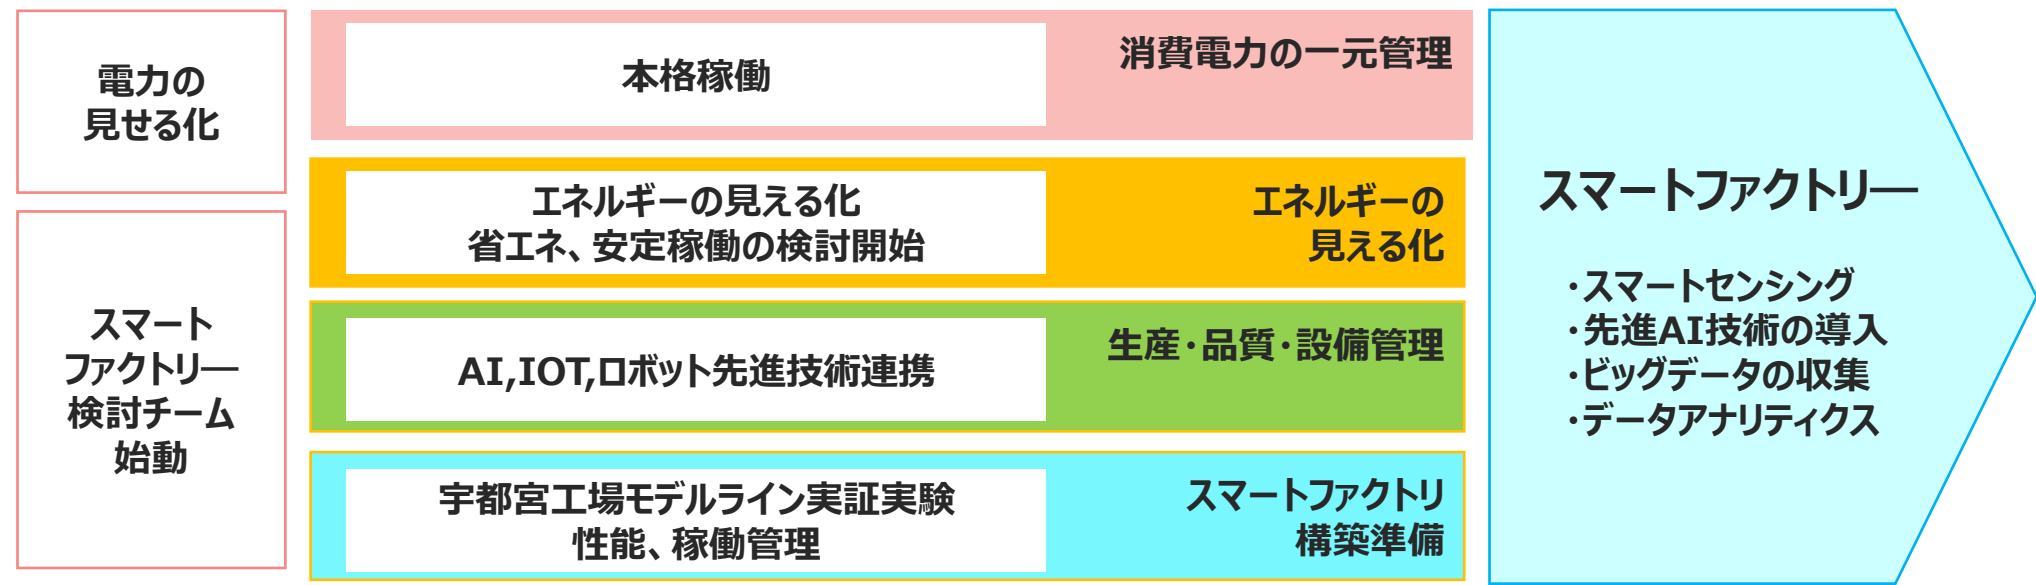 電力の
見せる化
スマート
ファクトリ―
検討チーム
始動
本格稼働
消費電力の一元管理
エネルギーの見える化
省エネ、安定稼働の検討開始
エネルギーの
見える化
AI,IOT,ロボット先進技術連携
生産・品質・設備管理
宇都宮工場モデルライン実証実験
性能、稼働管理
スマートファクトリ
構築準備
スマートファクトリ―
・スマートセンシング
・先進AI技術の導入
・ビッグデータの収集
・データアナリティクス